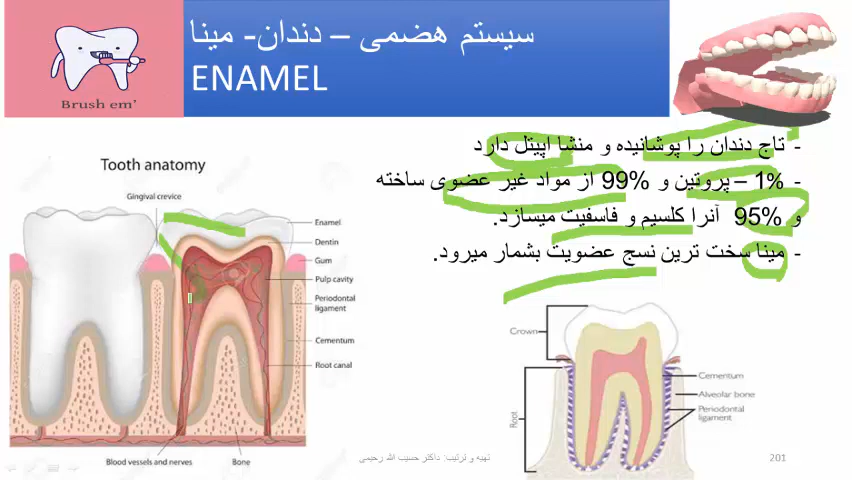 سیستم هضمی – دندان- مینا
ENAMEL
Brush em'
- تاج دندان را پوشانیده و منشا اپیتل دارد
- 1% – پروتین و 99% از مواد غیر عضوی ساخته
و 95% آنرا کلسیم و فاسفیت میسازد.
- مینا سخت ترین نسج عضویت بشمار میرود.
Tooth anatomy
Gingival crevice
Enamel
Dentin
Gum
Pulp cavity
Periodontal
ligament
Cementum
Root canal
Blood vessels and nerves
Bone
Crown
Root
Cementum
Alveolar bone
Periodontal
ligament
تهیه و ترتیب: داکتر حسیب الله رحیمی
201